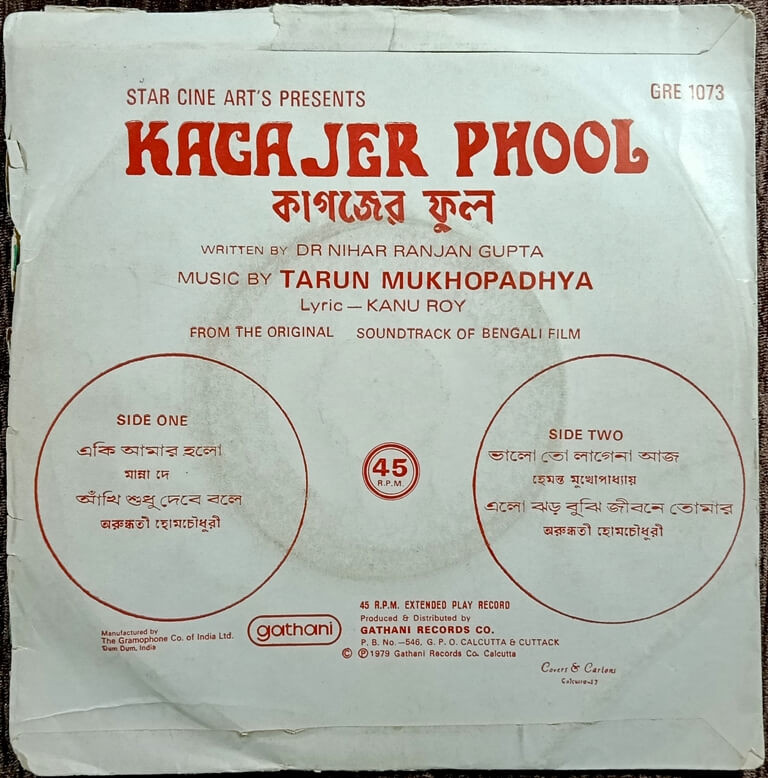 STAR CINE ART'S PRESENTS
GRE 1073
KAGAJER PHOOL
কাগজের ফুল
WRITTEN BY DR NIHAR RANJAN GUPTA
MUSIC BY TARUN MUKHOPADHYA
Lyric — KANU ROY
FROM THE ORIGINAL SOUNDTRACK OF BENGALI FILM
SIDE ONE
একি আমার হলো
মান্না দে
আঁখি শুধু দেবে বলে
অরুন্ধতী হোমচৌধুরী
45
R.P.M.
SIDE TWO
ভালো তো লাগেনা আজ
হেমন্ত মুখোপাধ্যায়
এলো ঝড় বুঝি জীবনে তোমার
অরুন্ধতী হোমচৌধুরী
Manufactured by
The Gramophone Co. of India Ltd.
Dum Dum, India
gathani
45 R.P.M. EXTENDED PLAY RECORD
Produced & Distributed by
GATHANI RECORDS CO.
P. B. No.—546, G. P. O. CALCUTTA & CUTTACK
© ℗ 1979 Gathani Records Co. Calcutta
Covers & Cartons
Calcutta-37